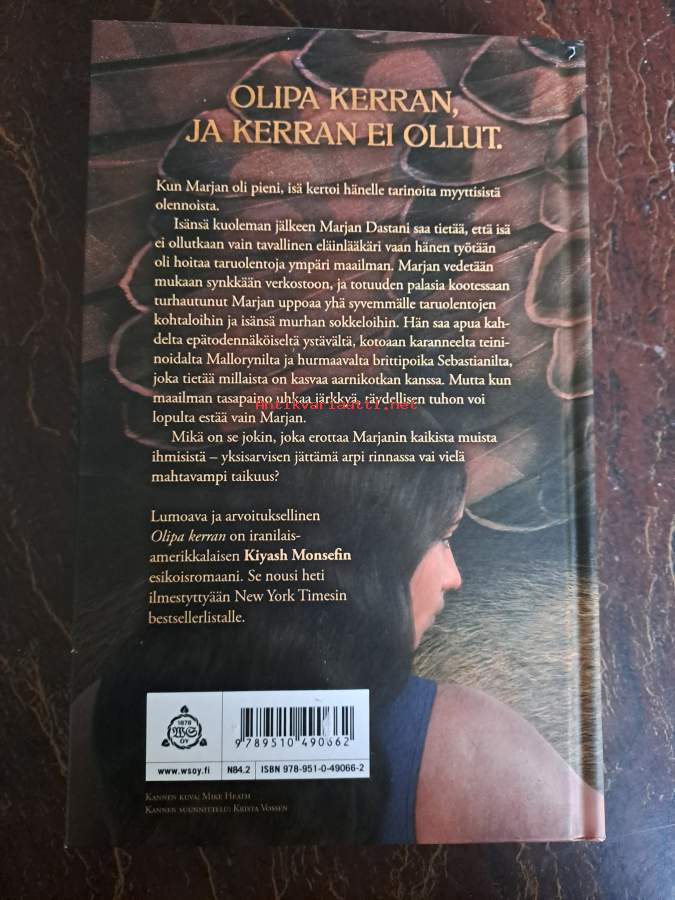 OLIPA KERRAN,
JA KERRAN EI OLLUT.
Kun Marjan oli pieni, isä kertoi hänelle tarinoita myyttisistä
olennoista.
Isänsä kuoleman jälkeen Marjan Dastani saa tietää, että isä
ei ollutkaan vain tavallinen eläinlääkäri vaan hänen työtään
oli hoitaa taruolentoja ympäri maailman. Marjan vedetään
mukaan synkkään verkostoon, ja totuuden palasia kootessaan
turhautunut Marjan uppoaa yhä syvemmälle taruolentojen
kohtaloihin ja isänsä murhan sokkeloihin. Hän saa apua kah-
delta epätodennäköiseltä ystävältä, kotoaan karanneelta teini-
noidalta Mallorynilta ja hurmaavalta brittipoika Sebastianilta,
joka tietää millaista on kasvaa aarnikotkan kanssa. Mutta kun
maailman tasapaino uhkaa järkkyä, täydellisen tuhon voi
Antikvariaatti.net
lopulta estää vain Marjan.
Mikä on se jokin, joka erottaa Marjanin kaikista muista
ihmisistä – yksisarvisen jättämä arpi rinnassa vai vielä
mahtavampi taikuus?
Lumoava ja arvoituksellinen
Olipa kerran on iranilais-
amerikkalaisen Kiyash Monsefin
esikoisromaani. Se nousi heti
ilmestyttyään New York Timesin
bestsellerlistalle.
1878
WS
OY
9789510490662
www.wsoy.fi
N84.2
ISBN 978-951-0-49066-2
KANNEN KUVA: MIKE HEATH
KANNEN SUUNNITTELU: KRISTA VOSSEN